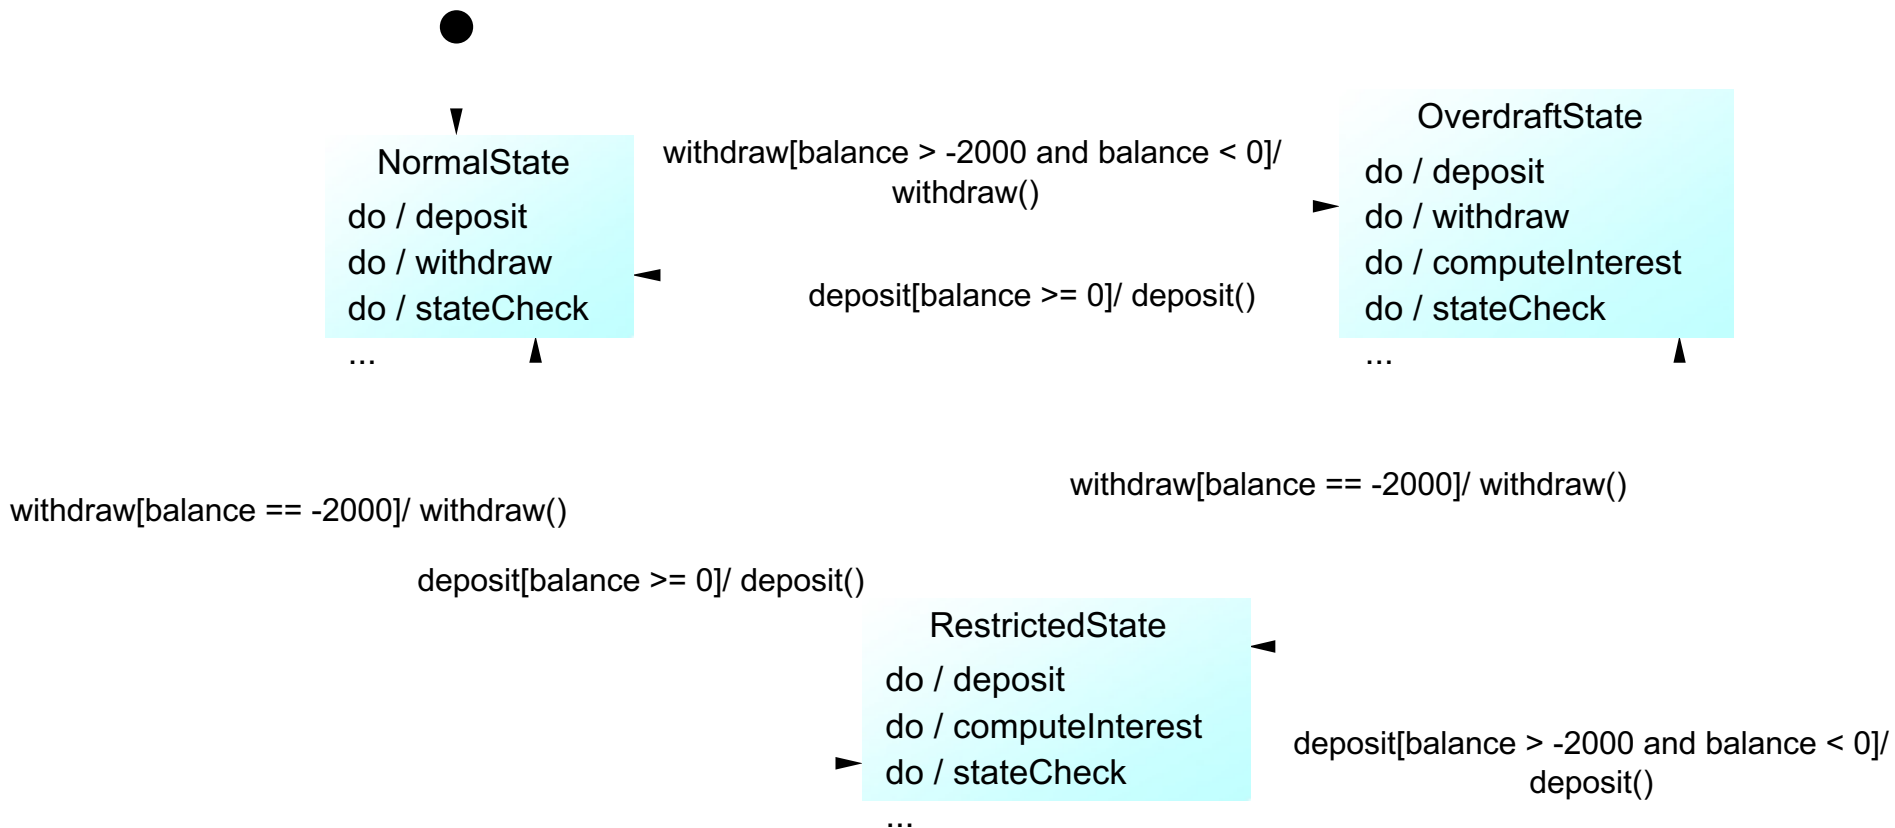 NormalState
do / deposit
do / withdraw
do / stateCheck
...
withdraw[balance > -2000 and balance < 0]/
withdraw()
deposit[balance >= 0]/ deposit()
OverdraftState
do / deposit
do / withdraw
do / computeInterest
do / stateCheck
...
withdraw[balance == -2000]/ withdraw()
withdraw[balance == -2000]/ withdraw()
deposit[balance >= 0]/ deposit()
RestrictedState
do / deposit
do / computeInterest
do / stateCheck
...
deposit[balance > -2000 and balance < 0]/
deposit()